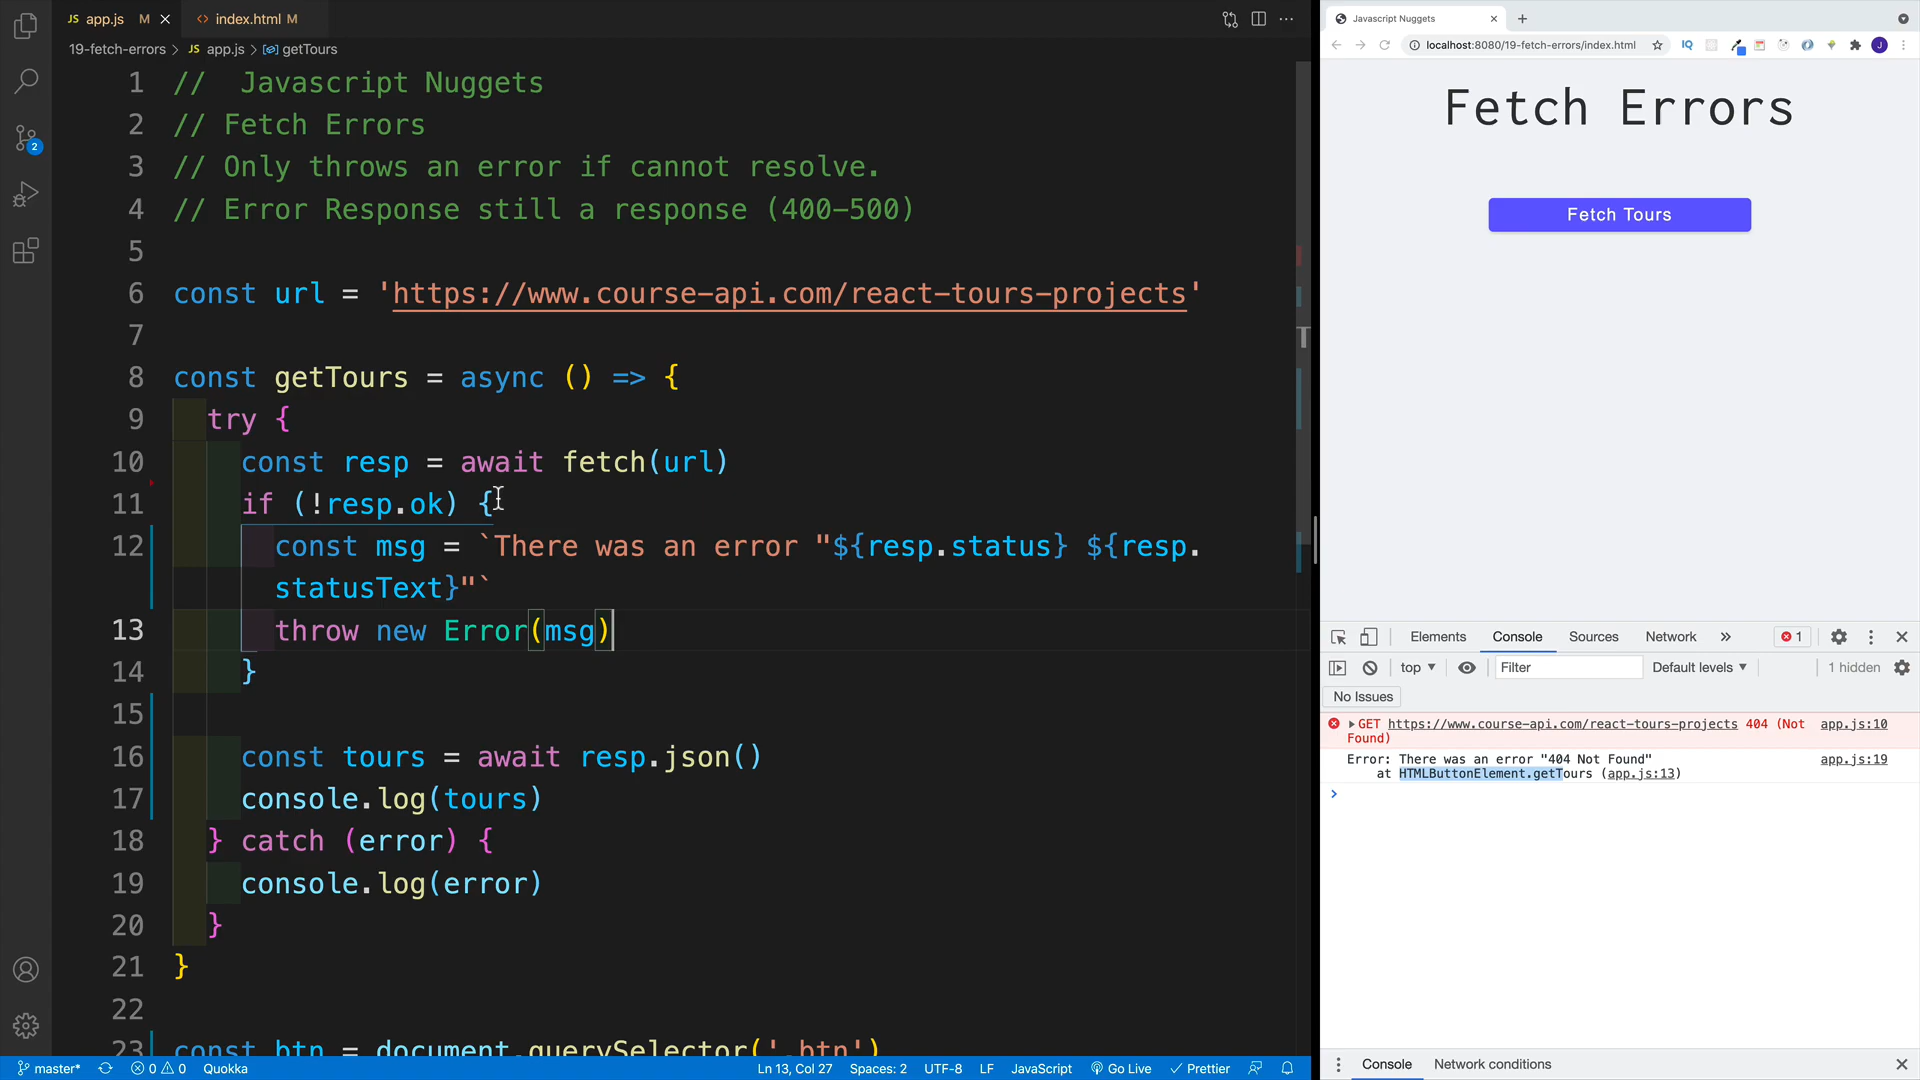 JS app.js M
<> index.html M
19-fetch-errors > JS app.js > getTours
1 //  Javascript Nuggets
2 // Fetch Errors
3 // Only throws an error if cannot resolve.
4 // Error Response still a response (400-500)
5
6 const url = 'https://www.course-api.com/react-tours-projects'
7
8 const getTours = async () => {
9 try {
10 const resp = await fetch(url)
11 if (!resp.ok) {
12 const msg = `There was an error "${resp.status} ${resp.
statusText}"`
13 throw new Error(msg)
14 }
15
16 const tours = await resp.json()
17 console.log(tours)
18 } catch (error) {
19 console.log(error)
20 }
21 }
22
23 const btn = document.querySelector('.btn')
2
master* 0 0 Quokka Ln 13, Col 27 Spaces: 2 UTF-8 LF JavaScript Go Live Prettier
Javascript Nuggets
localhost:8080/19-fetch-errors/index.html
IQ
J
Fetch Errors
Fetch Tours
Elements Console Sources Network » 1
top Filter Default levels 1 hidden
No Issues
GET https://www.course-api.com/react-tours-projects 404 (Not app.js:10
Found)
Error: There was an error "404 Not Found" app.js:19
at HTMLButtonElement.getTours (app.js:13)
>
Console Network conditions